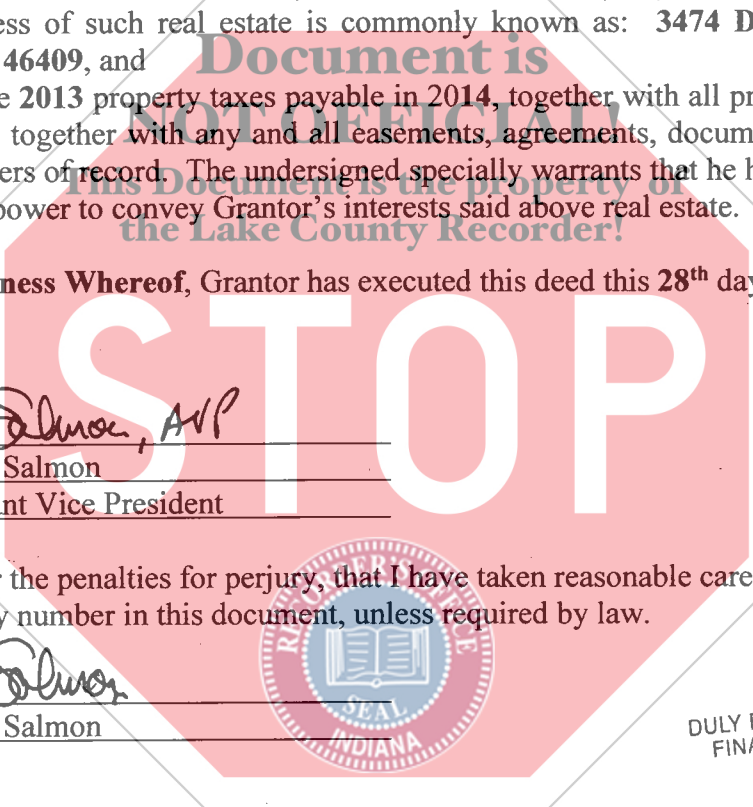 ess of such real estate is commonly known as: 3474 D
46409, and
Document is
e 2013 property taxes payable in 2014, together with all pr
NOT OFFICIAL!
together with any and all easements, agreements, docum
ers of record. The undersigned specially warrants that he h
This Document is the property of
power to convey Grantor's interests said above real estate.
the Lake County Recorder!
ness Whereof, Grantor has executed this deed this 28th day
STOP
Salmon, AVP
Salmon
nt Vice President
the penalties for perjury, that I have taken reasonable care
y number in this document, unless required by law.
RECORDER'S OFFICE
SEAL
INDIANA
Salmon
Salmon
DULY
FINA